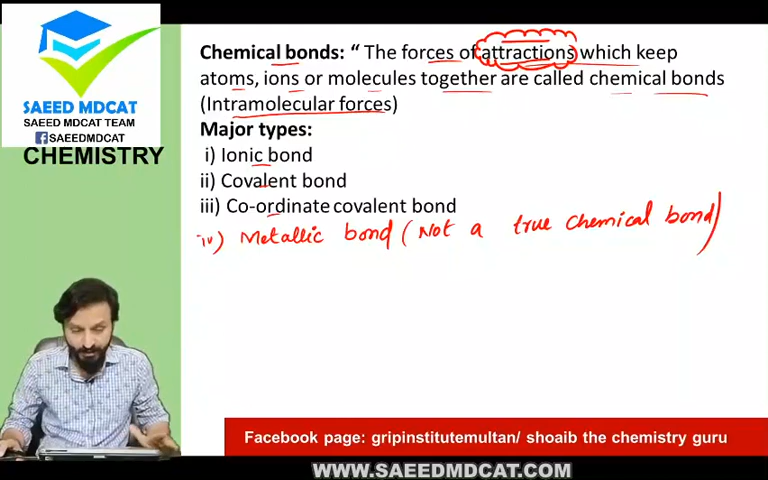 SAEED MDCAT
SAEED MDCAT TEAM
SAEEDMDCAT
CHEMISTRY
Chemical bonds: “ The forces of attractions which keep
atoms, ions or molecules together are called chemical bonds
(Intramolecular forces)
Major types:
i) Ionic bond
ii) Covalent bond
iii) Co-ordinate covalent bond
iv) Metallic bond (Not a true chemical bond)
Facebook page: gripinstitutemultan/ shoaib the chemistry guru
WWW.SAEEDMDCAT.COM